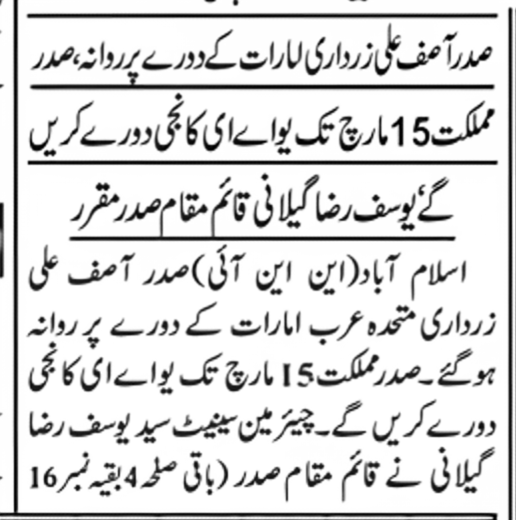 صدر آصف علی زرداری امارات کے دورے پر روانہ، صدر
مملکت 15 مارچ تک یو اے ای کا نجی دورے کریں
گے، یوسف رضا گیلانی قائم مقام صدر مقرر
اسلام آباد (این این آئی) صدر آصف علی
زرداری متحدہ عرب امارات کے دورے پر روانہ
ہو گئے۔ صدر مملکت 15 مارچ تک یو اے ای کا نجی
دورے کریں گے۔ چیئرمین سینیٹ سید یوسف رضا
گیلانی نے قائم مقام صدر (باقی صفحہ 4 بقیہ نمبر 16